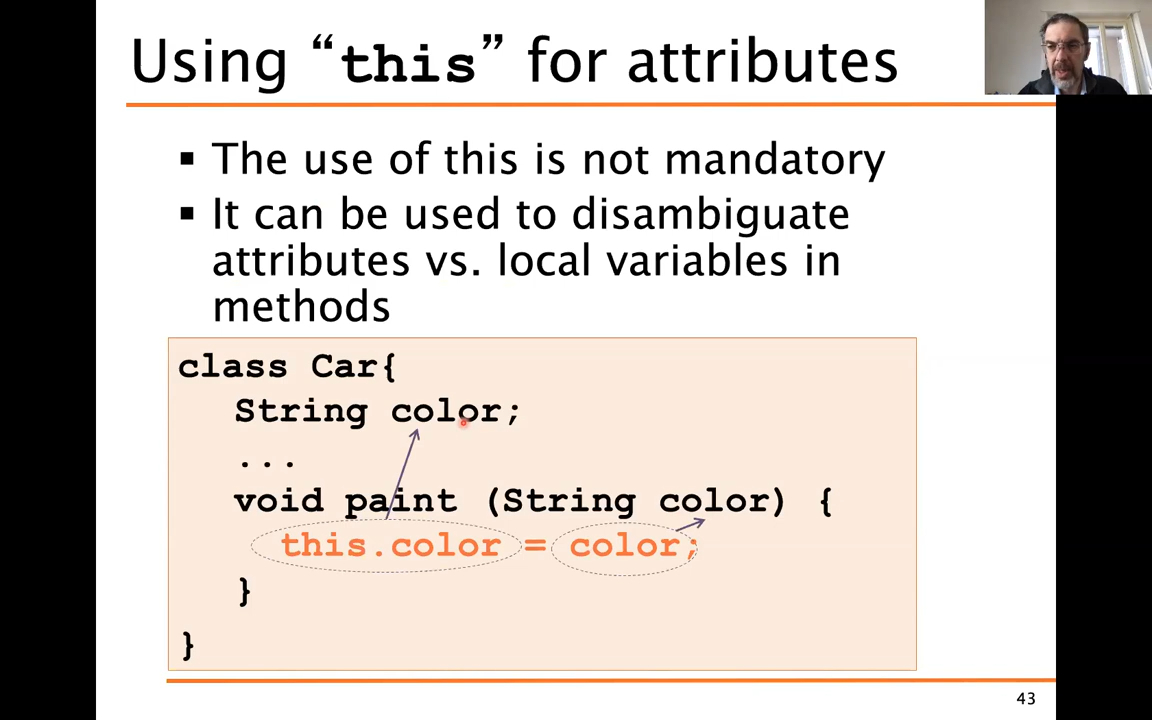 Using “this” for attributes
▪ The use of this is not mandatory
▪ It can be used to disambiguate
attributes vs. local variables in
methods
class Car{
String color;
...
void paint (String color) {
this.color = color;
}
}
43